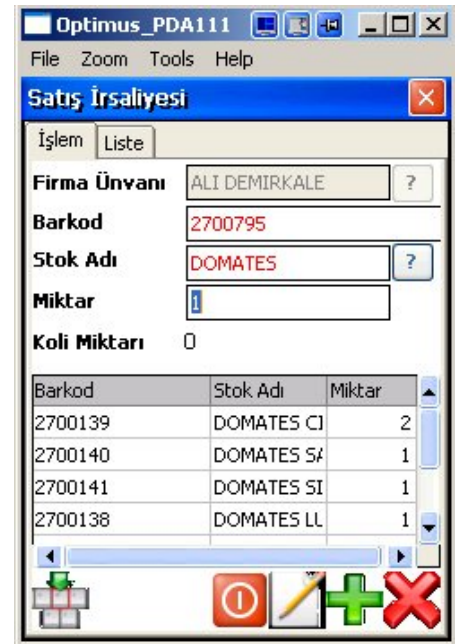 Optimus_PDA111
File Zoom Tools Help
Satış İrsaliyesi
İşlem Liste
Firma Ünvanı ALI DEMIRKALE ?
Barkod 2700795
Stok Adı DOMATES ?
Miktar 1
Koli Miktarı 0
Barkod Stok Adı Miktar
2700139 DOMATES CI 2
2700140 DOMATES SA 1
2700141 DOMATES SI 1
2700138 DOMATES LU 1